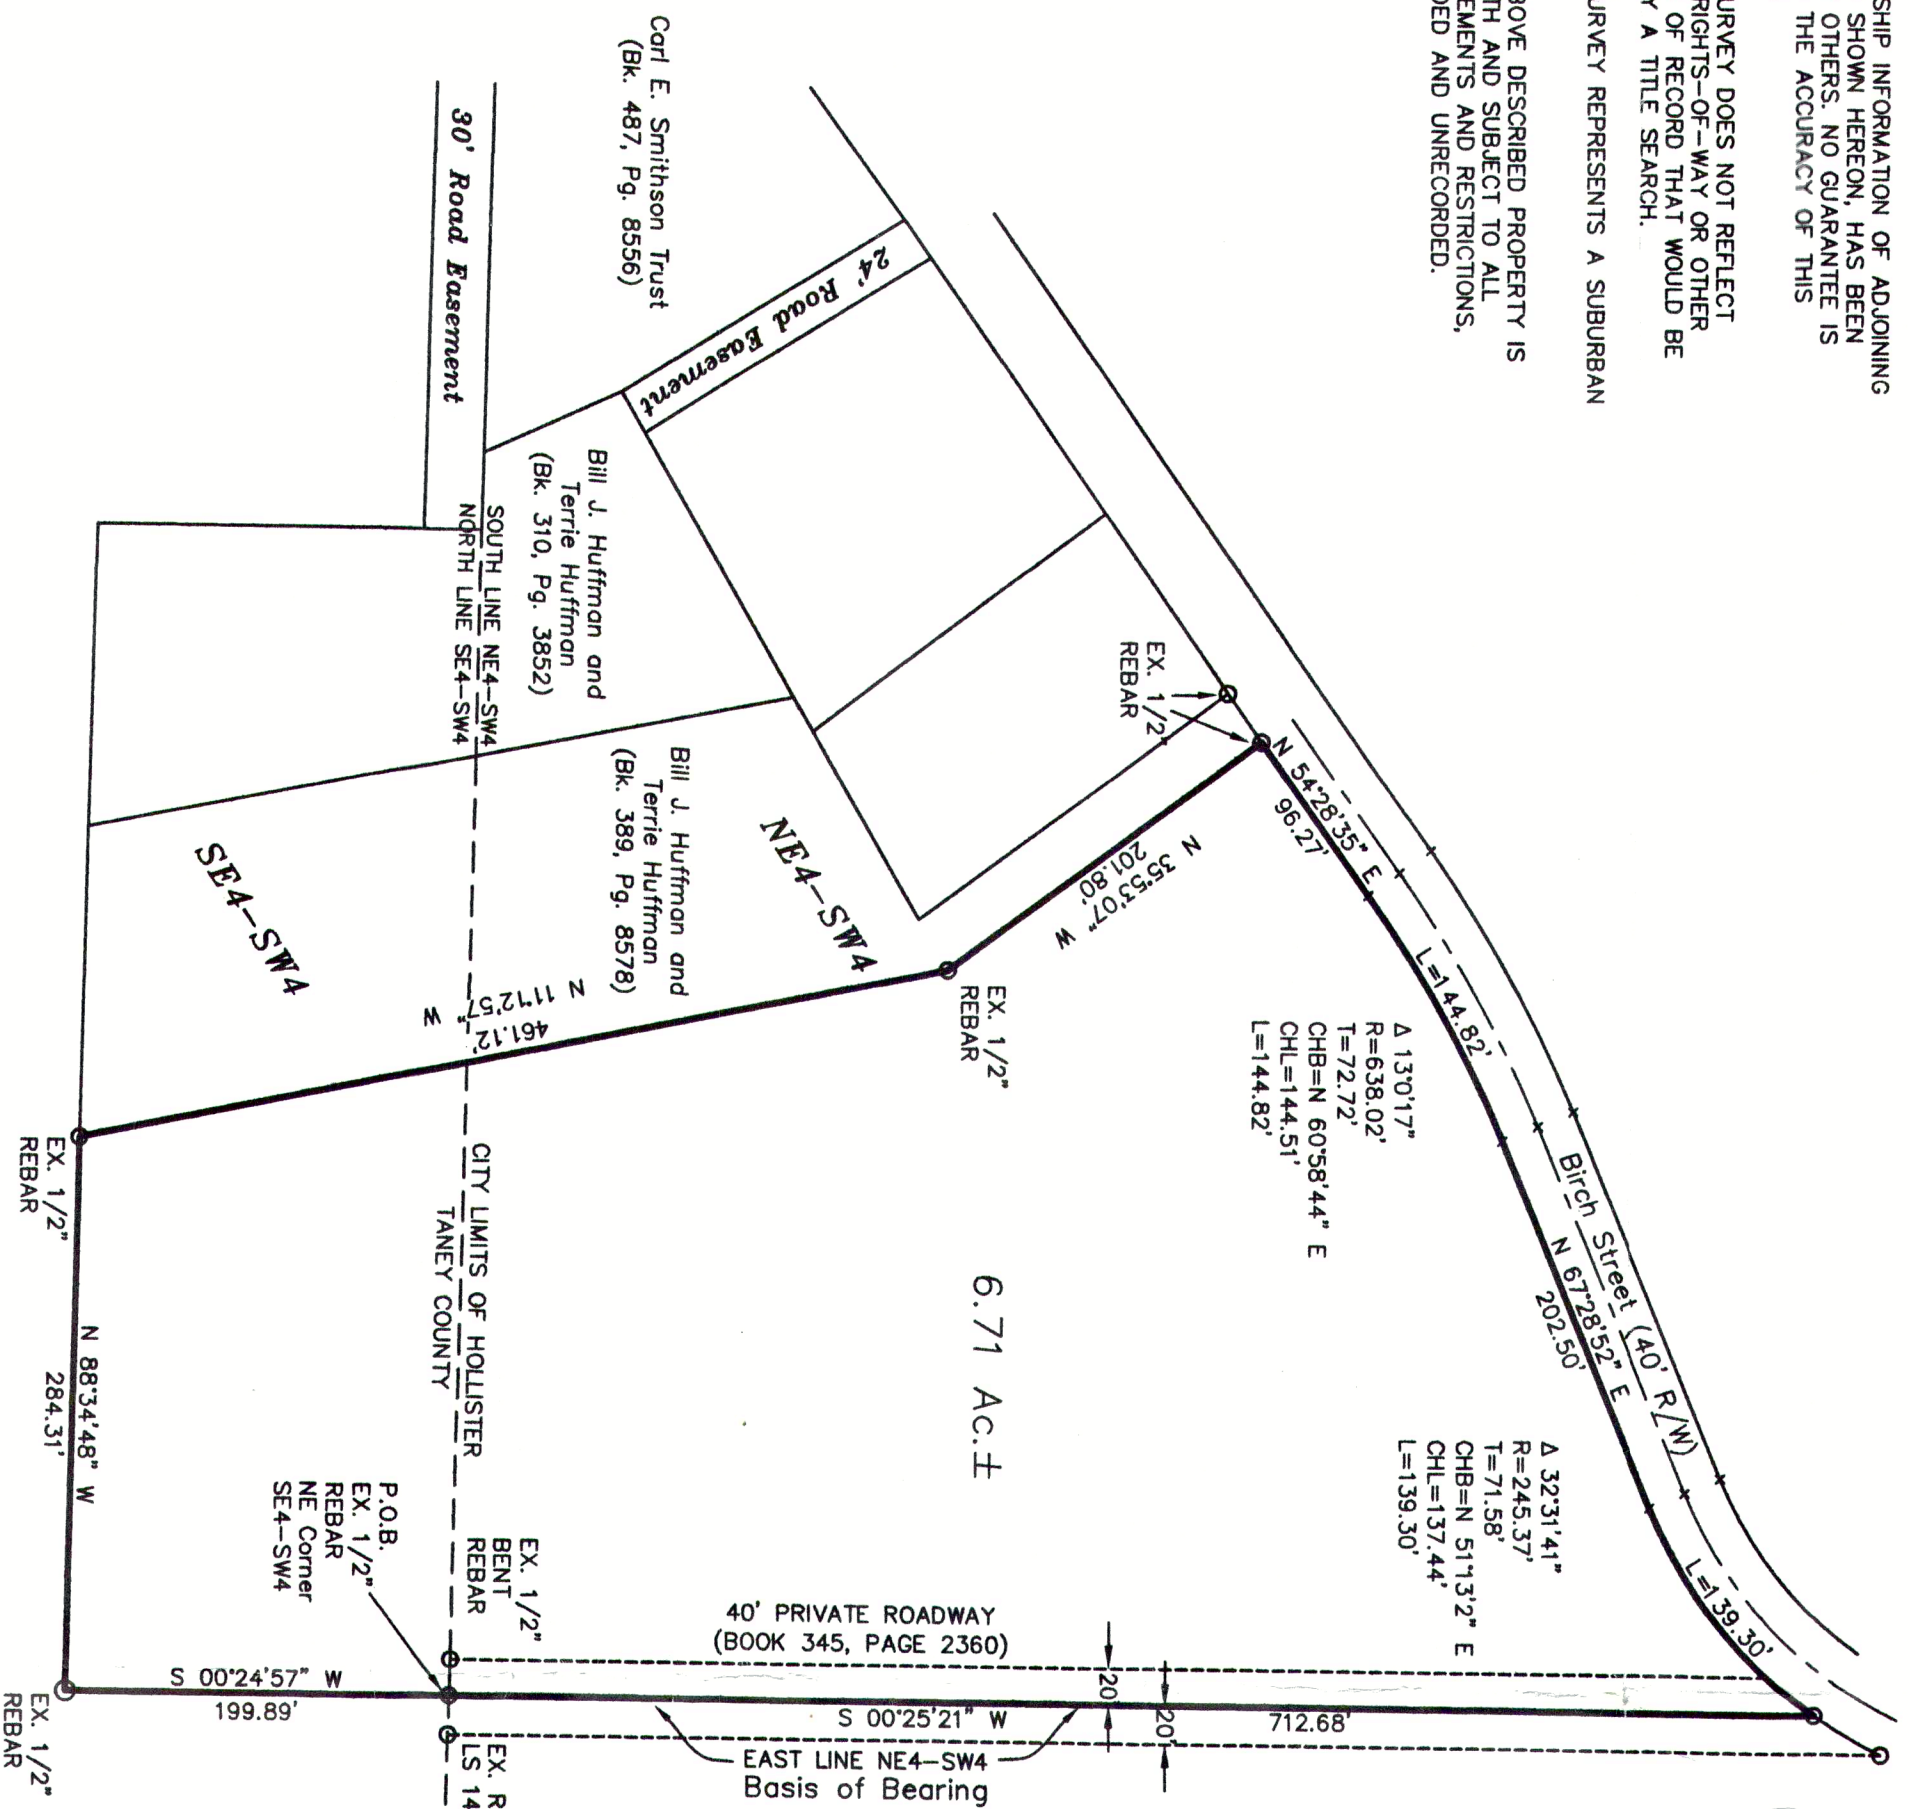 SHIP INFORMATION OF ADJOINING
SHOWN HEREON, HAS BEEN
OTHERS. NO GUARANTEE IS
THE ACCURACY OF THIS
URVEY DOES NOT REFLECT
RIGHTS-OF-WAY OR OTHER
OF RECORD THAT WOULD BE
Y A TITLE SEARCH.
URVEY REPRESENTS A SUBURBAN
BOVE DESCRIBED PROPERTY IS
TH AND SUBJECT TO ALL
EMENTS AND RESTRICTIONS,
DED AND UNRECORDED.
Carl E. Smithson Trust
(Bk. 487, Pg. 8556)
30' Road Easement
24' Road Easement
Bill J. Huffman and
Terrie Huffman
(Bk. 310, Pg. 3852)
SOUTH LINE NE4-SW4
NORTH LINE SE4-SW4
EX. 1/2"
REBAR
N 54°28'35" E
96.27'
N 35°53'07" W
201.80'
Bill J. Huffman and
Terrie Huffman
(Bk. 389, Pg. 8578)
NE4-SW4
SE4-SW4
N 11°12'57" W
461.12'
EX. 1/2"
REBAR
L=144.82'
Δ 13°0'17"
R=638.02'
T=72.72'
CHB=N 60°58'44" E
CHL=144.51'
L=144.82'
Birch Street (40' R/W)
N 67°28'52" E
202.50'
EX. 1/2"
REBAR
CITY LIMITS OF HOLLISTER
TANEY COUNTY
6.71 Ac.±
N 88°34'48" W
284.31'
Δ 32°31'41"
R=245.37'
T=71.58'
CHB=N 51°13'2" E
CHL=137.44'
L=139.30'
L=139.30'
P.O.B.
EX. 1/2"
REBAR
NE Corner
SE4-SW4
EX. 1/2"
BENT
REBAR
40' PRIVATE ROADWAY
(BOOK 345, PAGE 2360)
20'
20'
S 00°24'57" W
199.89'
S 00°25'21" W
712.68'
EAST LINE NE4-SW4
Basis of Bearing
EX. 1/2"
REBAR
EX. R
LS 14